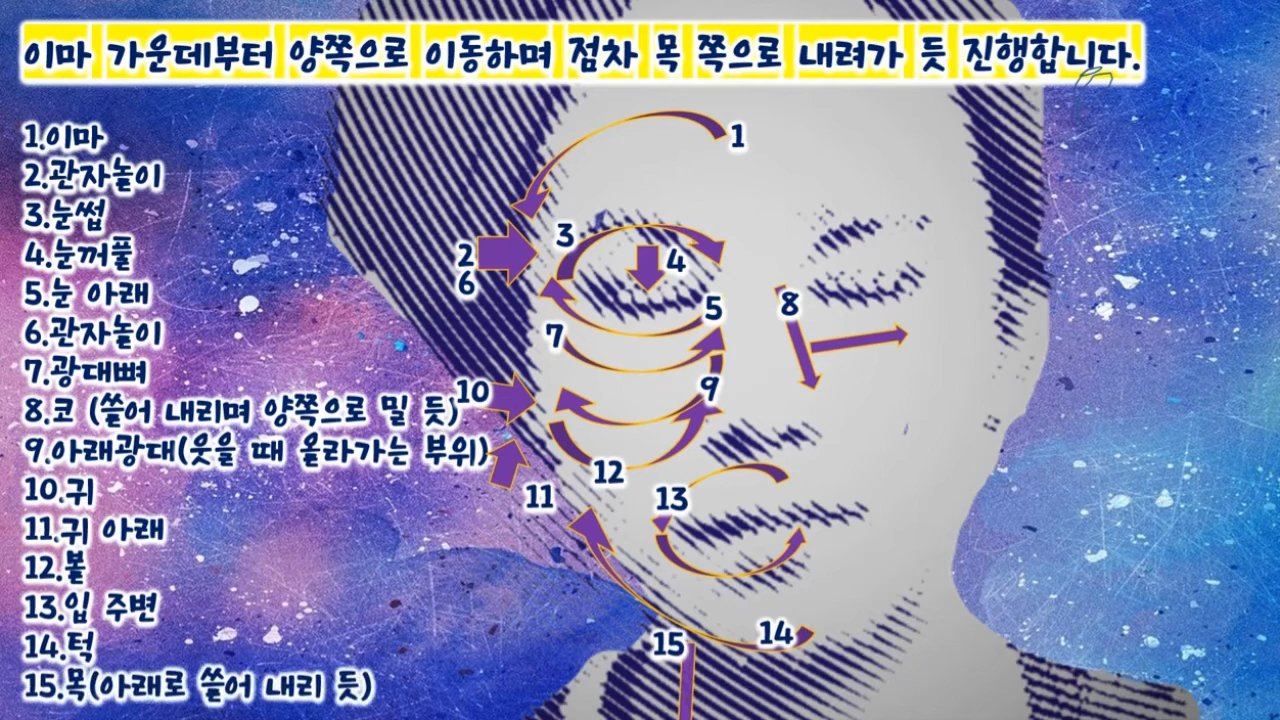 이마 가운데부터 양쪽으로 이동하며 점차 목 쪽으로 내려가 듯 진행합니다.
1.이마
2.관자놀이
3.눈썹
4.눈꺼풀
5.눈 아래
6.관자놀이
7.광대뼈
8.코 (쓸어 내리며 양쪽으로 밀 듯)
9.아래광대(웃을 때 올라가는 부위)
10.귀
11.귀 아래
12.볼
13.입 주변
14.턱
15.목(아래로 쓸어 내리 듯)
1
2
3
4
6
5
8
7
9
10
12
11
13
14
15